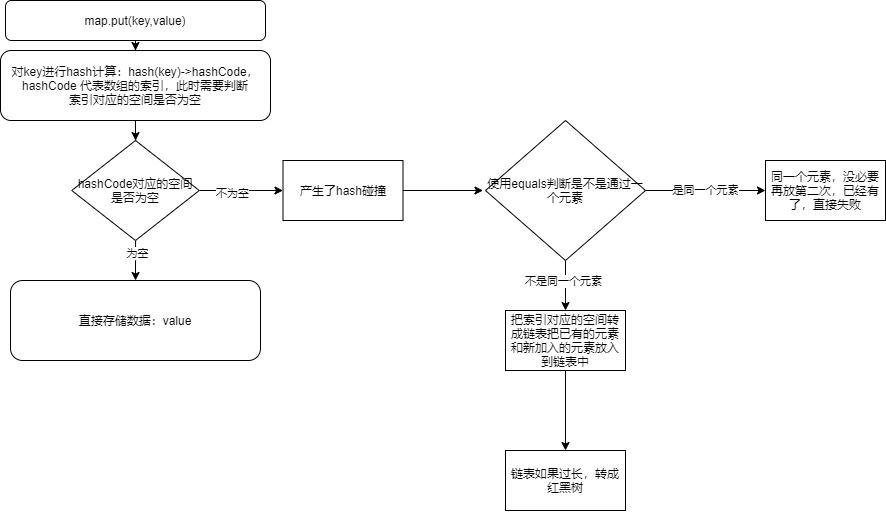 map.put(key,value)
对key进行hash计算：hash(key)->hashCode，
hashCode 代表数组的索引，此时需要判断
索引对应的空间是否为空
hashCode对应的空间
是否为空
不为空
产生了hash碰撞
使用equals判断是不是通过一
个元素
是同一个元素
同一个元素，没必要
再放第二次，已经有
了，直接失败
为空
不是同一个元素
直接存储数据：value
把索引对应的空间转
成链表把已有的元素
和新加入的元素放入
到链表中
链表如果过长，转成
红黑树